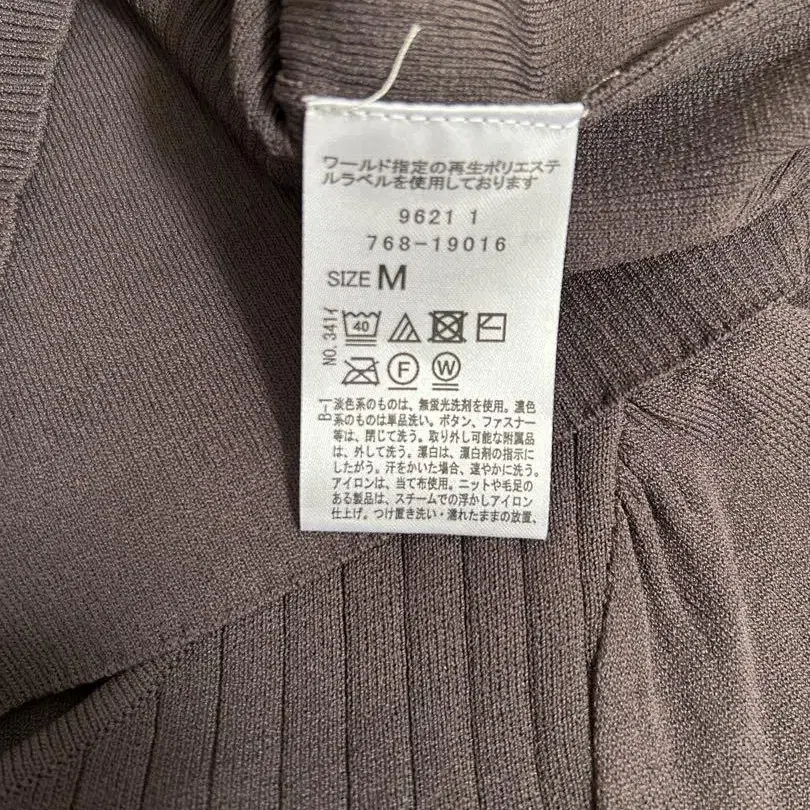 ワールド指定の再生ポリエステ
ルラベルを使用しております
9621 1
768-19016
SIZE M
NO.341イ
40
F
W
B-1
淡色系のものは、無蛍光洗剤を使用。濃色
系のものは単品洗い。ボタン、ファスナー
等は、閉じて洗う。取り外し可能な附属品
は、外して洗う。漂白は、漂白剤の指示に
したがう。汗をかいた場合、速やかに洗う。
アイロンは、当て布使用。ニットや毛足の
ある製品は、スチームでの浮かしアイロン
仕上げ。つけ置き洗い・濡れたままの放置、